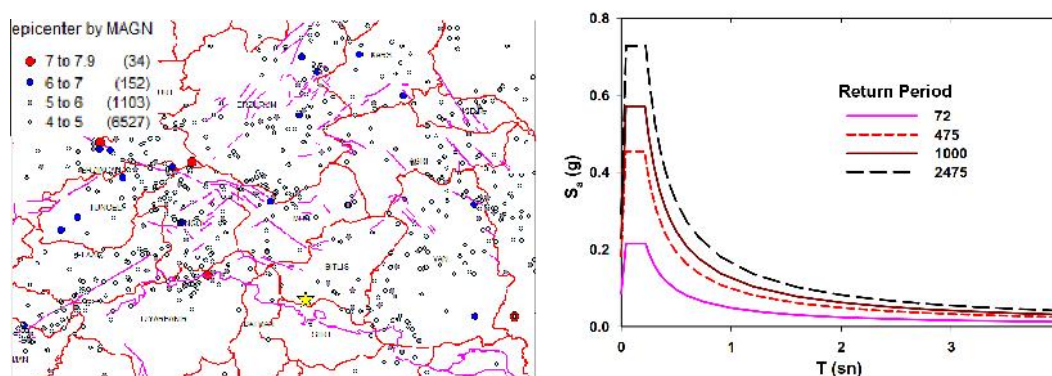 epicenter by MAGN
7 to 7.9 (34)
6 to 7 (152)
5 to 6 (1103)
4 to 5 (6527)
KARS
ERZURUM
BITLIS
VAN
0.8
0.6
0.4
0.2
0.0
Sa (g)
Return Period
72
475
1000
2475
0
1
2
3
T (sn)